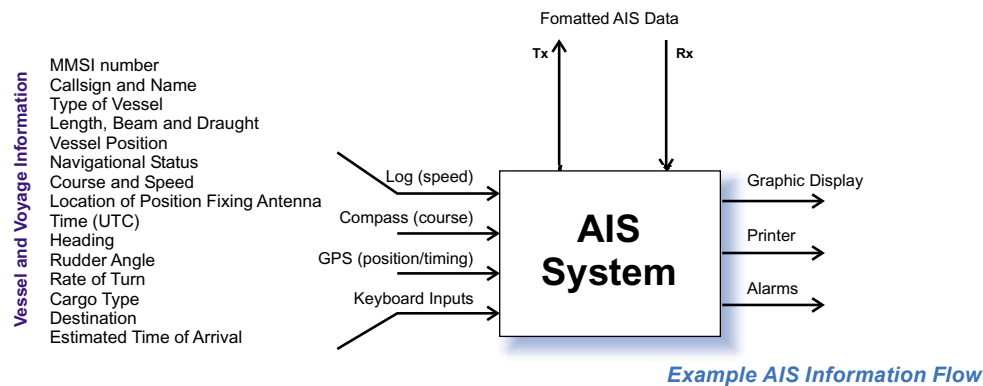 Fomatted AIS Data
Tx
Rx
Vessel and Voyage Information
MMSI number
Callsign and Name
Type of Vessel
Length, Beam and Draught
Vessel Position
Navigational Status
Course and Speed
Location of Position Fixing Antenna
Time (UTC)
Heading
Rudder Angle
Rate of Turn
Cargo Type
Destination
Estimated Time of Arrival
Log (speed)
Compass (course)
GPS (position/timing)
Keyboard Inputs
AIS
System
Graphic Display
Printer
Alarms
Example AIS Information Flow